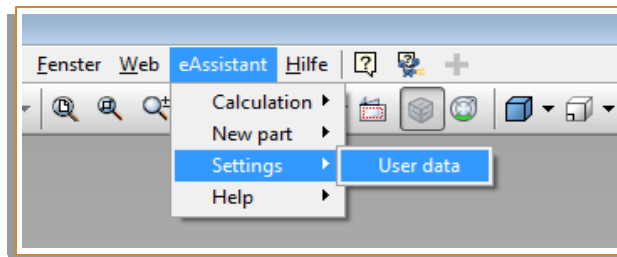 Fenster Web eAssistant Hilfe
Calculation
New part
Settings User data
Help